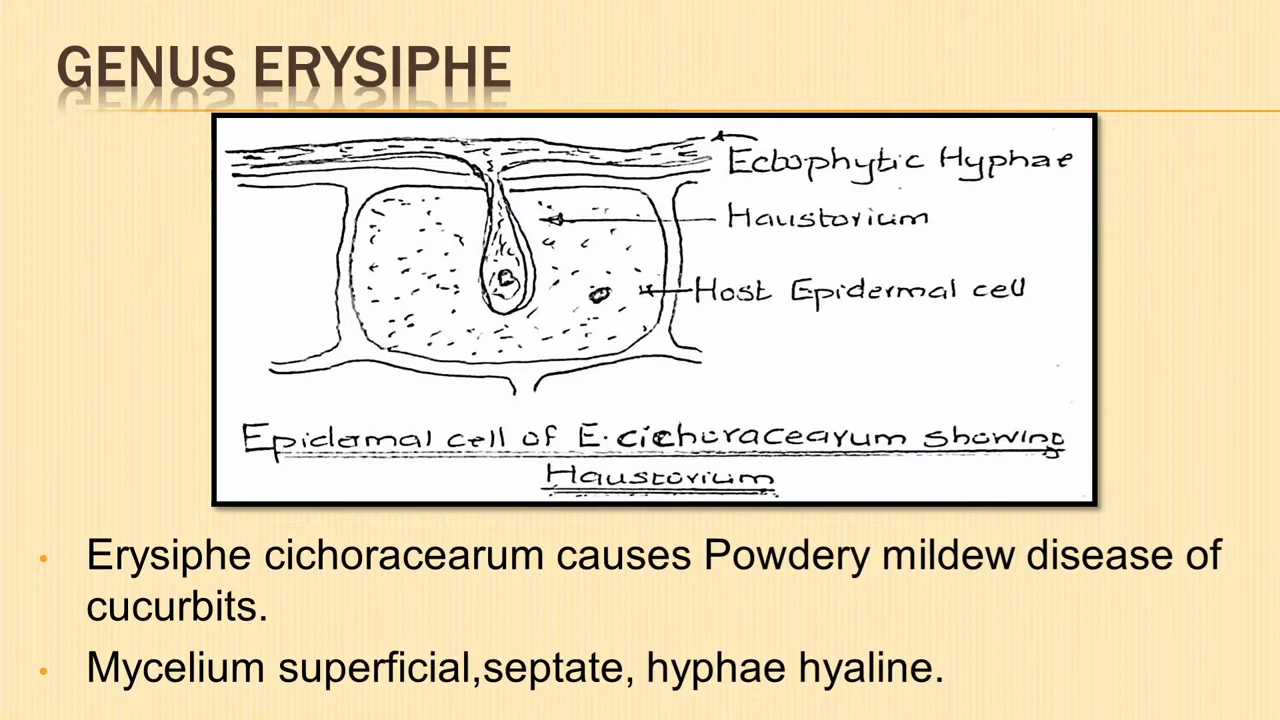 GENUS ERYSIPHE
Ectophytic Hyphae
Haustorium
Host Epidermal cell
Epidermal cell of E. cichoracearum showing
Haustorium
• Erysiphe cichoracearum causes Powdery mildew disease of
cucurbits.
• Mycelium superficial,septate, hyphae hyaline.